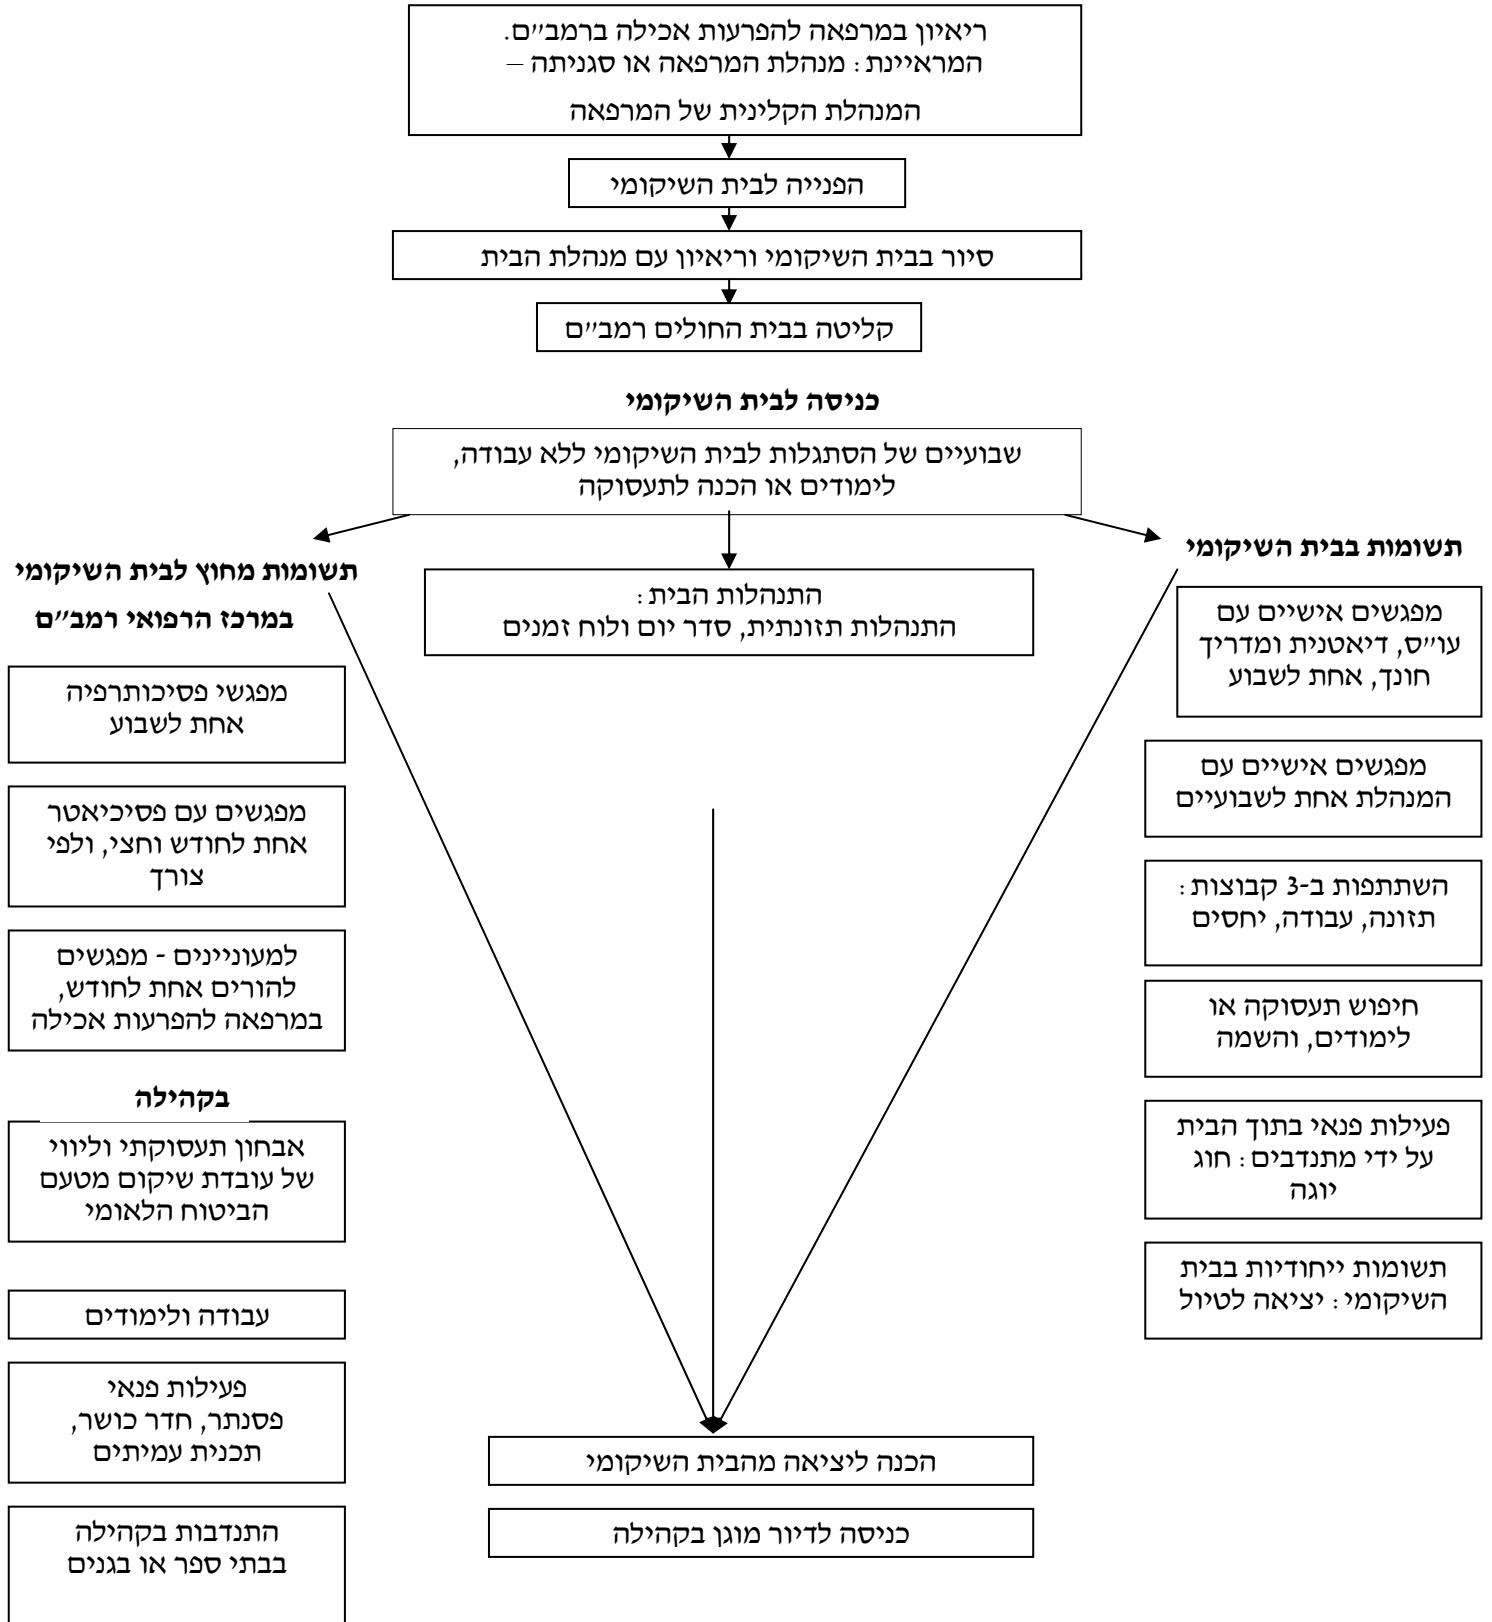 ריאיון במרפאה להפרעות אכילה ברמב״ם.
המראיינת: מנהלת המרפאה או סגניתה –
המנהלת הקלינית של המרפאה
הפנייה לבית השיקומי
סיור בבית השיקומי וריאיון עם מנהלת הבית
קליטה בבית החולים רמב״ם
כניסה לבית השיקומי
שבועיים של הסתגלות לבית השיקומי ללא עבודה,
לימודים או הכנה לתעסוקה
תשומות בבית השיקומי
מפגשים אישיים עם
עו״ס, דיאטנית ומדריך
חונך, אחת לשבוע
מפגשים אישיים עם
המנהלת אחת לשבועיים
השתתפות ב-3 קבוצות:
תזונה, עבודה, יחסים
חיפוש תעסוקה או
לימודים, והשמה
פעילות פנאי בתוך הבית
על ידי מתנדבים: חוג
יוגה
תשומות ייחודיות בבית
השיקומי: יציאה לטיול
התנהלות הבית:
התנהלות תזונתית, סדר יום ולוח זמנים
תשומות מחוץ לבית השיקומי
במרכז הרפואי רמב״ם
מפגשי פסיכותרפיה
אחת לשבוע
מפגשים עם פסיכיאטר
אחת לחודש וחצי, ולפי
צורך
למעוניינים - מפגשים
להורים אחת לחודש,
במרפאה להפרעות אכילה
בקהילה
אבחון תעסוקתי וליווי
של עובדת שיקום מטעם
הביטוח הלאומי
עבודה ולימודים
פעילות פנאי
פסנתר, חדר כושר,
תכנית עמיתים
התנדבות בקהילה
בבתי ספר או בגנים
הכנה ליציאה מהבית השיקומי
כניסה לדיור מוגן בקהילה